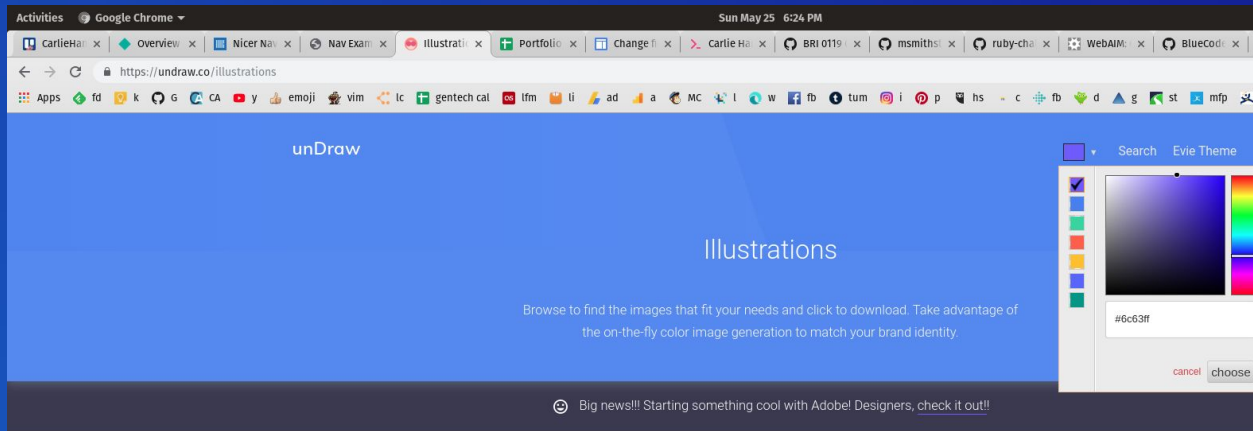 Activities Google Chrome Sun May 25 6:24 PM
CarlieHar Overview Nicer Nav Nav Exam Illustratio Portfolio Change fi Carlie Ha BRI 0119 msmiths ruby-cha WebAIM: BlueCode
https://undraw.co/illustrations
Apps fd k G CA y emoji vim lc gentech cal lfm li ad a MC l w fb tum i p hs c fb d g st mfp
unDraw
Search Evie Theme
Illustrations
Browse to find the images that fit your needs and click to download. Take advantage of
the on-the-fly color image generation to match your brand identity.
#6c63ff
cancel choose
Big news!!! Starting something cool with Adobe! Designers, check it out!!